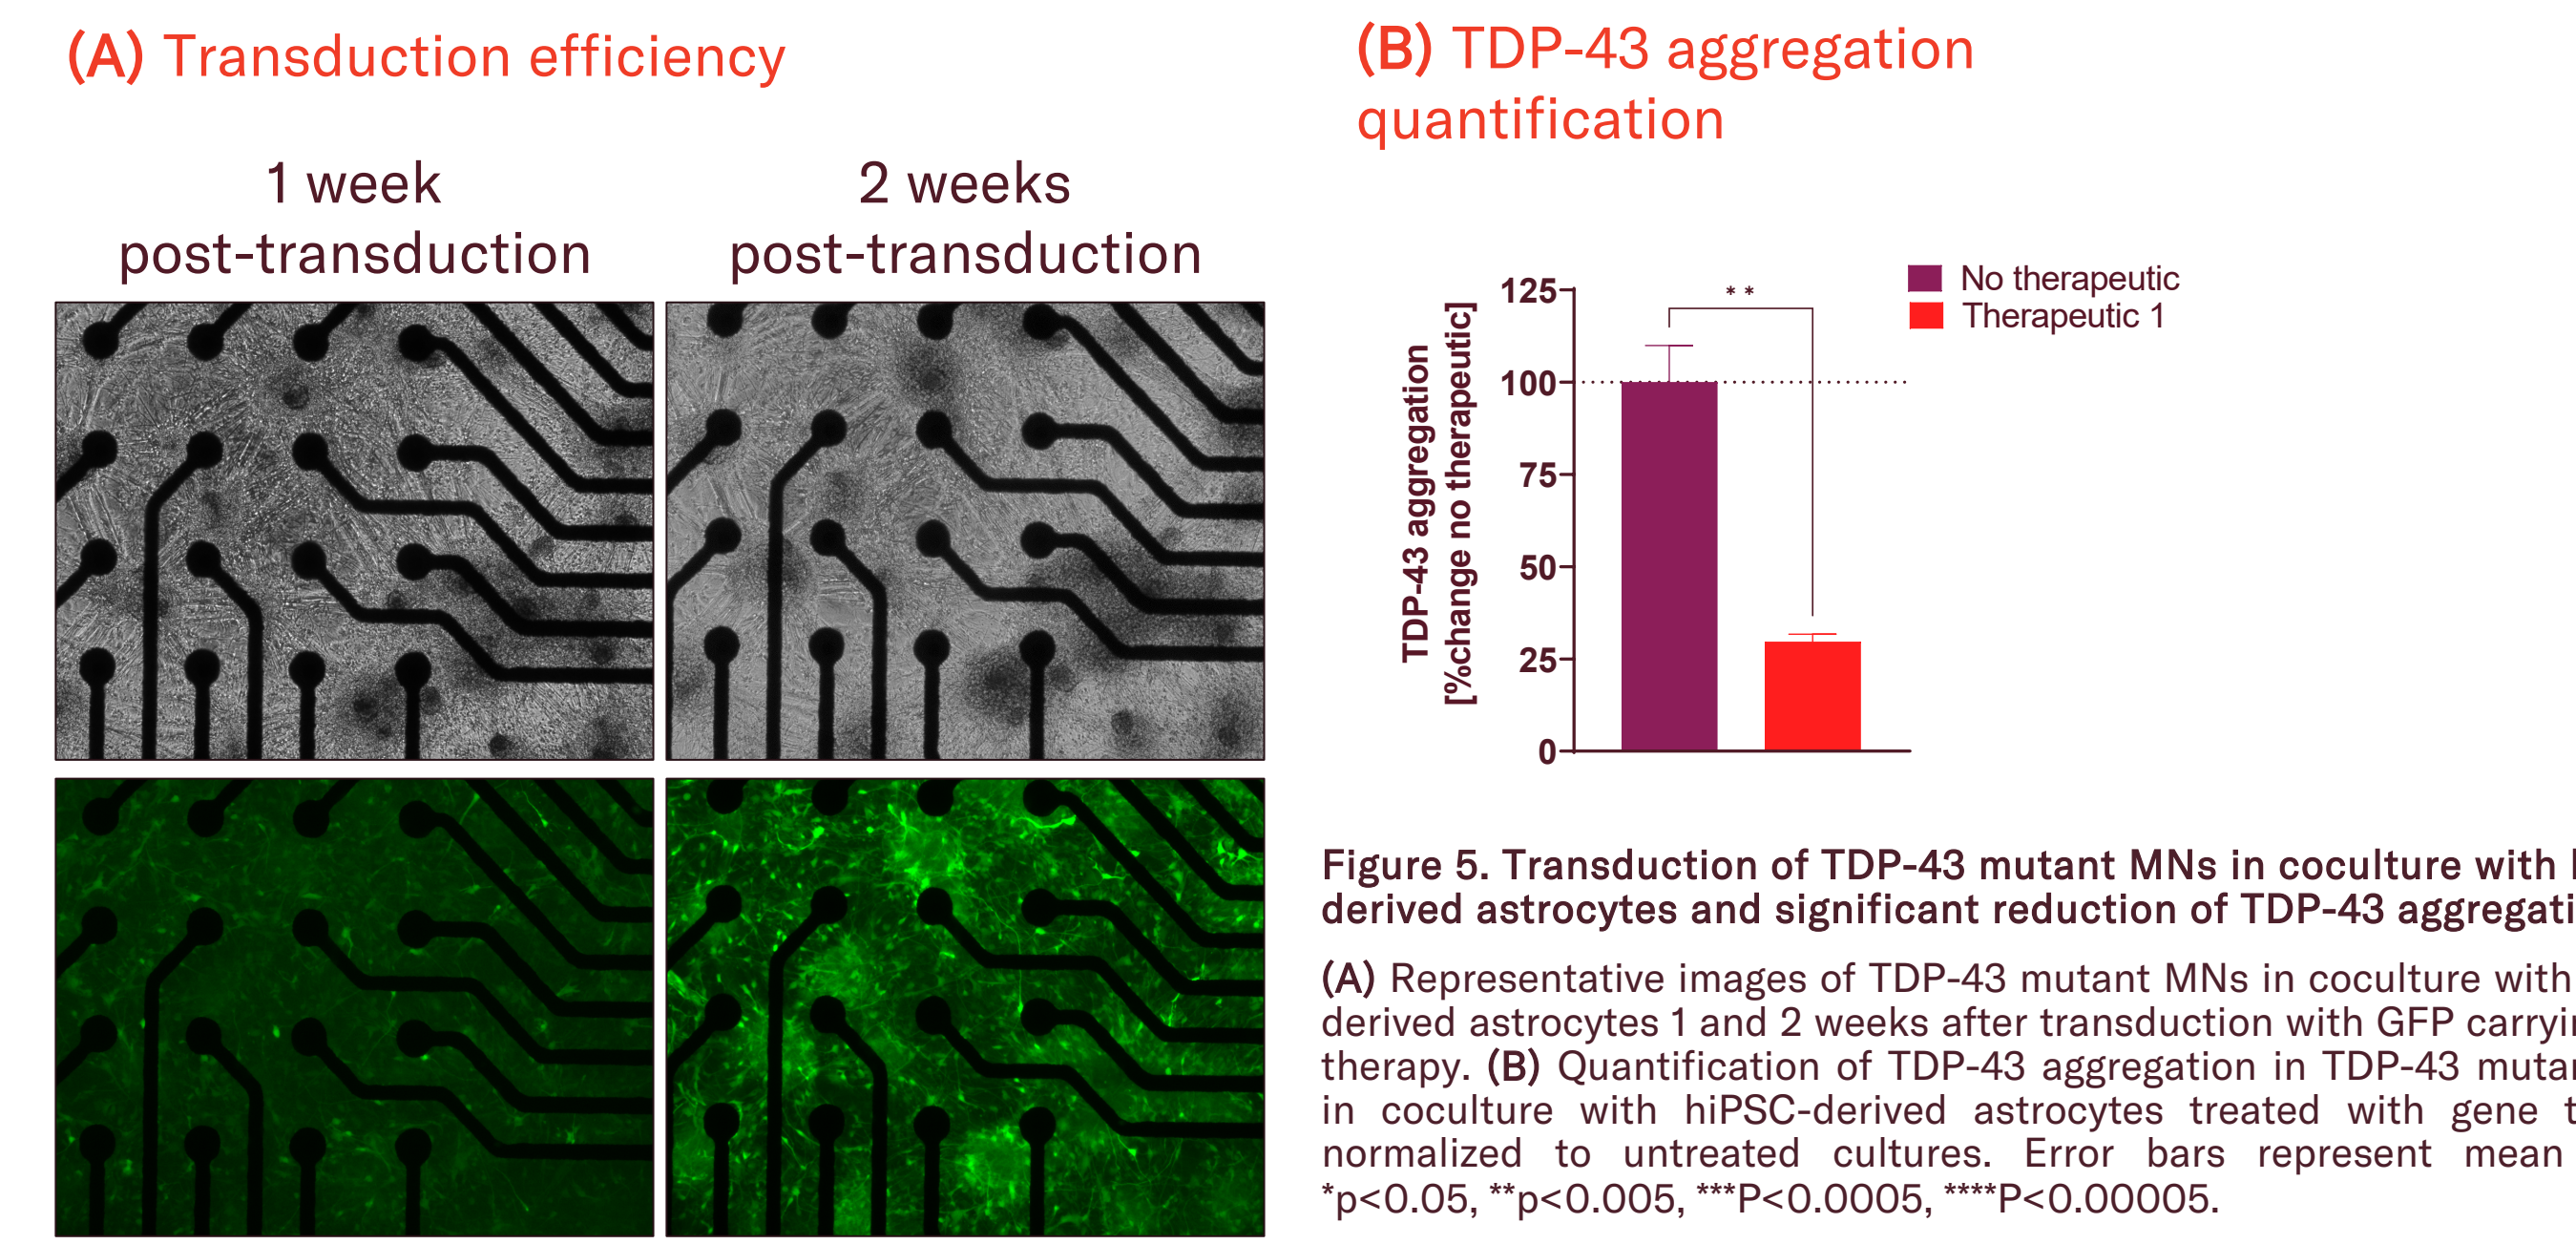 (A) Transduction efficiency
1 week
post-transduction
2 weeks
post-transduction
(B) TDP-43 aggregation
quantification
TDP-43 aggregation
[%change no therapeutic]
125
100
75
50
25
0
**
No therapeutic
Therapeutic 1
Figure 5. Transduction of TDP-43 mutant MNs in coculture with
derived astrocytes and significant reduction of TDP-43
(A) Representative images of TDP-43 mutant MNs in coculture with
derived astrocytes 1 and 2 weeks after transduction with GFP
therapy. (B) Quantification of TDP-43 aggregation in TDP-43
in coculture with hiPSC-derived astrocytes treated with gene
normalized to untreated cultures. Error bars represent mean
*p<0.05, **p<0.005, ***P<0.0005, ****P<0.00005.